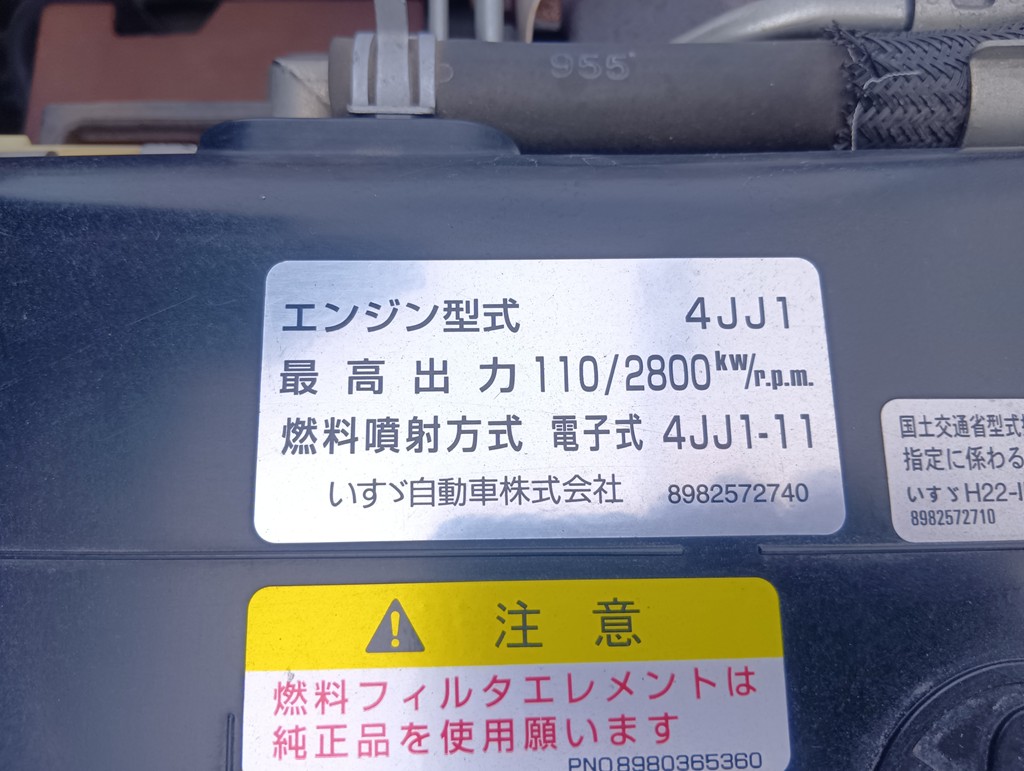 955
エンジン型式 4JJ1
最高出力 110/2800kw/r.p.m.
燃料噴射方式 電子式 4JJ1-11
いすゞ自動車株式会社 8982572740
国土交通省型式
指定に係わる
いすゞH22-
8982572710
注意
燃料フィルタエレメントは
純正品を使用願います
PNO8980365360